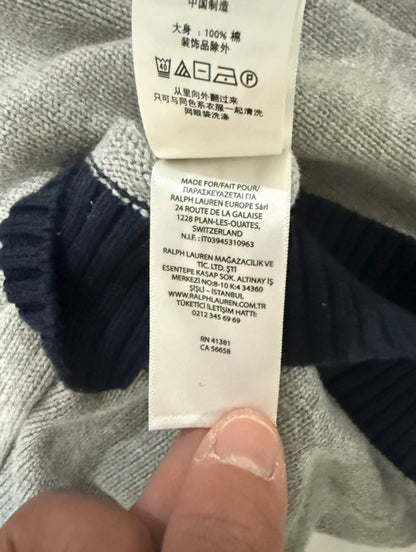 中国制造
大身：100% 棉
装饰品除外
40 P
从里向外翻过来
只可与同色系衣服一起清洗
网眼袋洗涤
MADE FOR/FAIT POUR/
ΠΑΡΑΣΚΕΥΑΖΕΤΑΙ ΓΙΑ
RALPH LAUREN EUROPE Sárl
24 ROUTE DE LA GALAISE
1228 PLAN-LES-OUATES,
SWITZERLAND
N.I.F. : IT03945310963
RALPH LAUREN MAĞAZACILIK VE
TIC. LTD. ŞTİ
ESENTEPE KASAP SOK. ALTINAY İŞ
MERKEZİ NO:8-10 K:4 34360
ŞİŞLİ – İSTANBUL
WWW.RALPHLAUREN.COM.TR
TÜKETİCİ İLETİŞİM HATTI:
0212 345 69 69
RN 41381
CA 56658